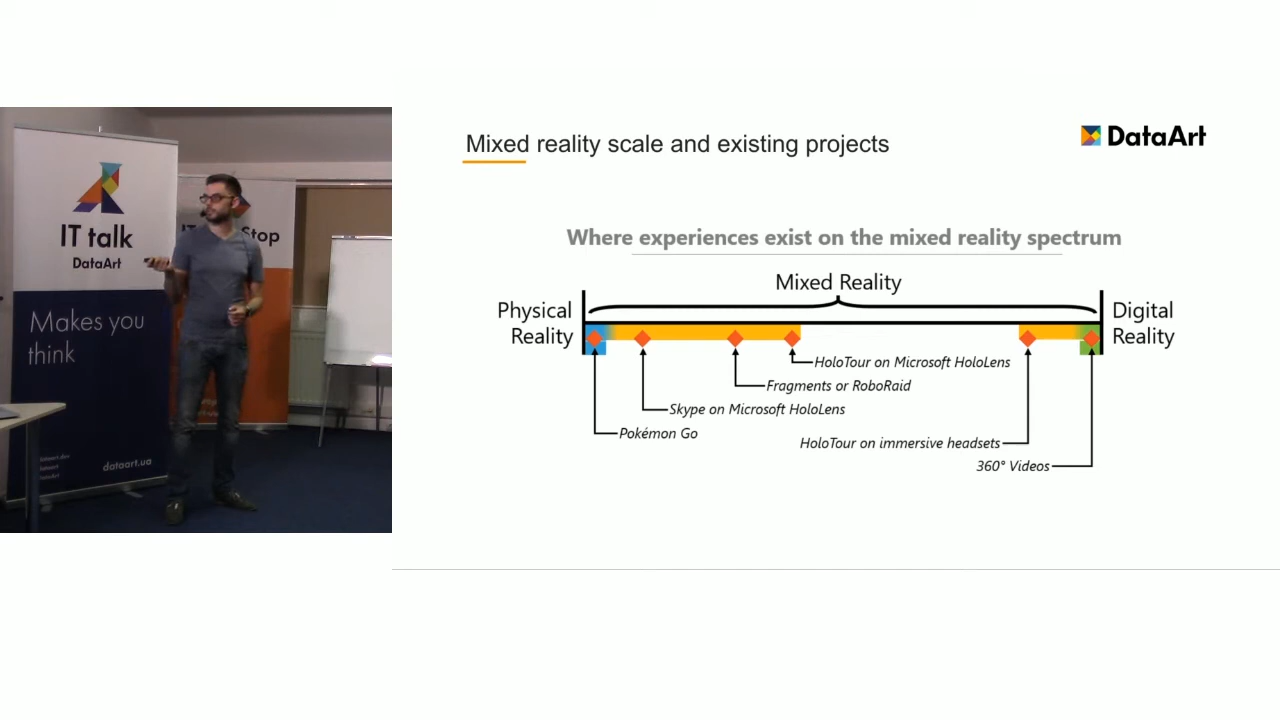 IT talk
DataArt
Makes you
think
dataart.ua
IT
Stop
Mixed reality scale and existing projects
DataArt
Where experiences exist on the mixed reality spectrum
Mixed Reality
Physical
Reality
Digital
Reality
HoloTour on Microsoft HoloLens
Fragments or RoboRaid
Skype on Microsoft HoloLens
Pokémon Go
HoloTour on immersive headsets
360° Videos